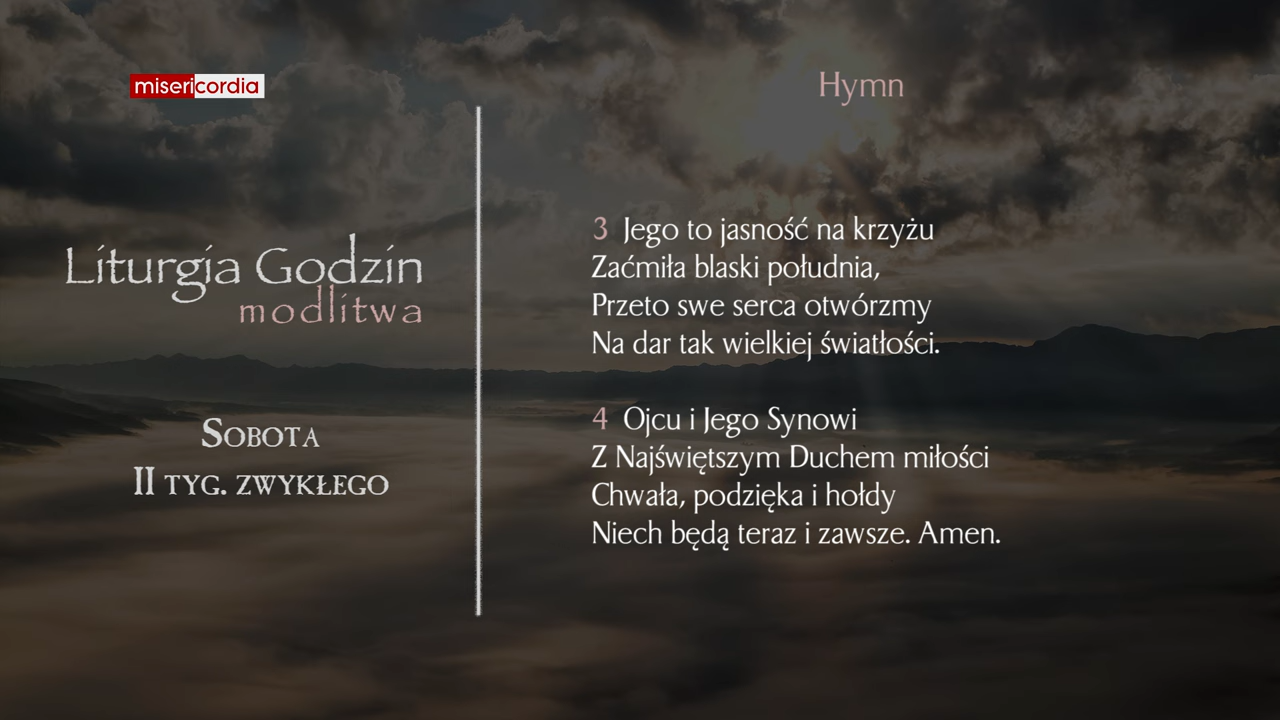 misericordia
Liturgia Godzin
modlitwa
Sobota
II tyg. zwykłego
Hymn
3 Jego to jasność na krzyżu
Zaćmiła blaski południa,
Przeto swe serca otwórzmy
Na dar tak wielkiej światłości.
4 Ojcu i Jego Synowi
Z Najświętszym Duchem miłości
Chwała, podzięka i hołdy
Niech będą teraz i zawsze. Amen.